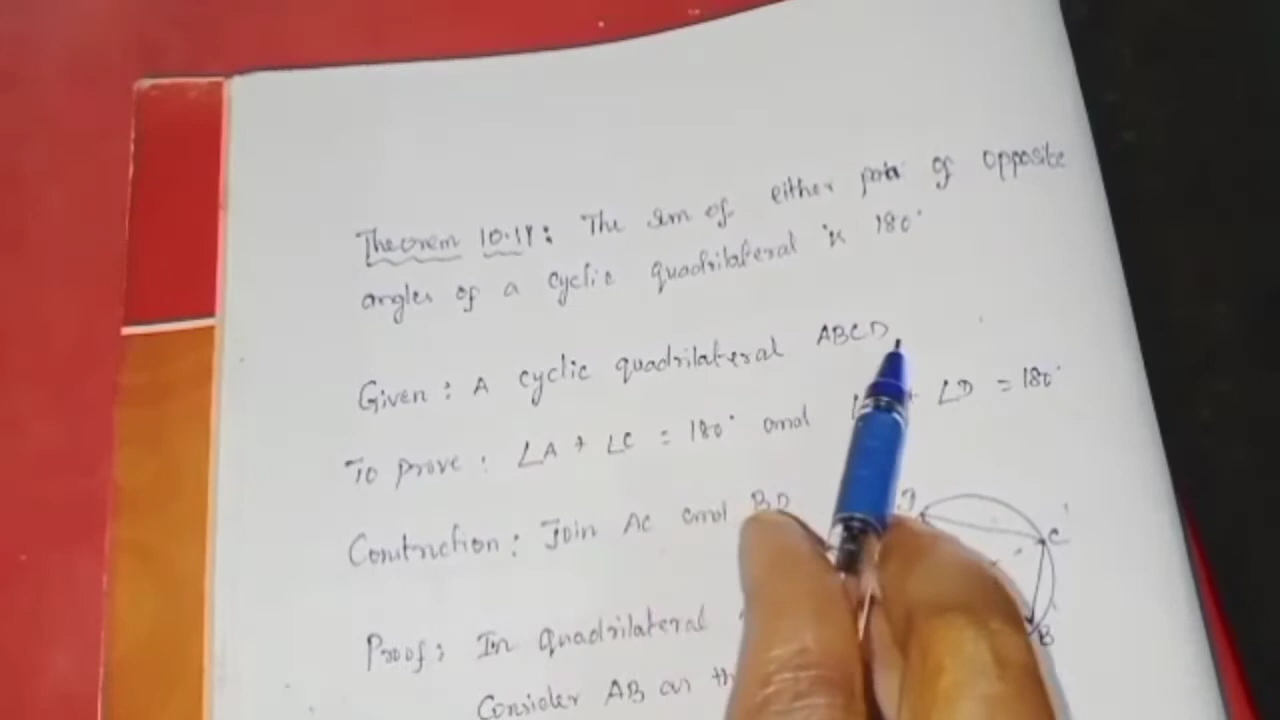 Theorem 10.11: The sum of either pair of opposite
angles of a cyclic quadrilateral is 180°
Given: A cyclic quadrilateral ABCD
To prove: ∠A + ∠C = 180° and + ∠D = 180°
Contruction: Join AC and BD
Proof: In quadrilateral
Consider AB as
D
C
B